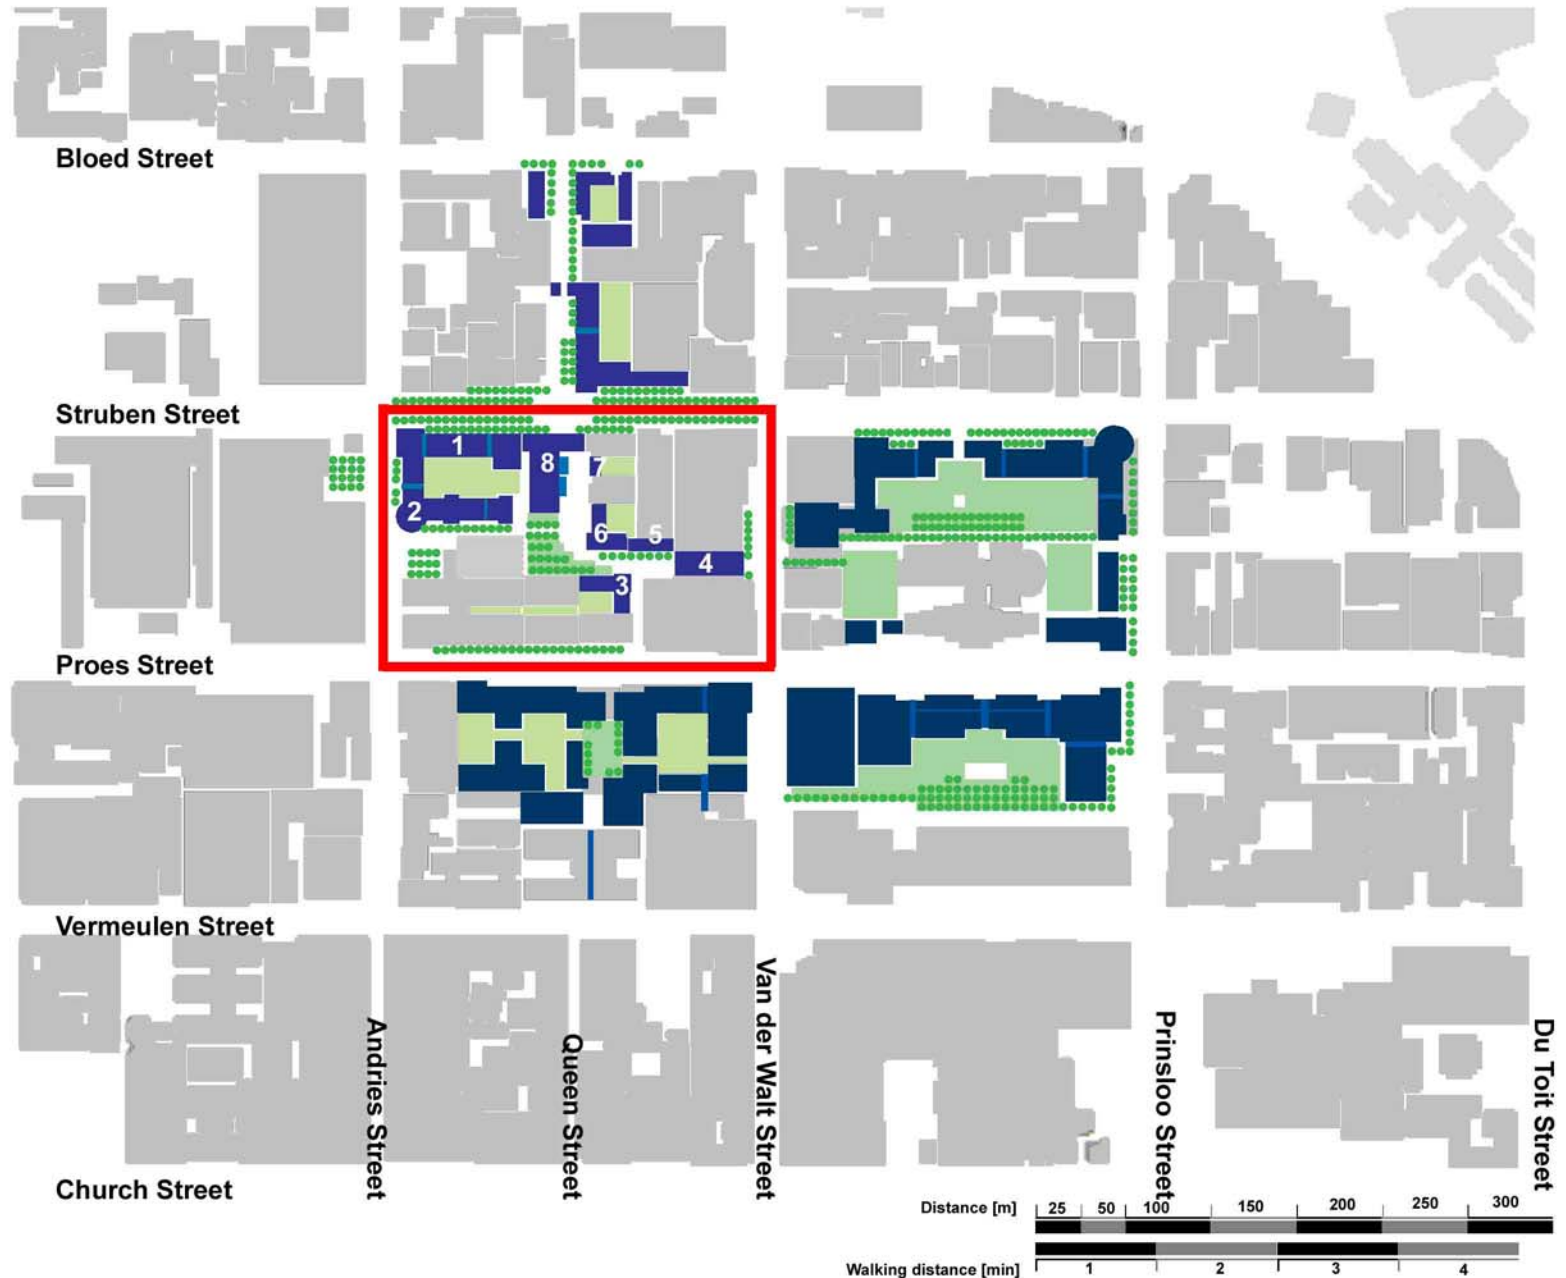 Bloed Street
Struben Street
1
8
7
2
6
5
4
3
Proes Street
Vermeulen Street
Andries Street
Queen Street
Van der Walt Street
Prinsloo Street
Du Toit Street
Church Street
Distance [m] 25 50 100 150 200 250 300
Walking distance [min] 1 2 3 4